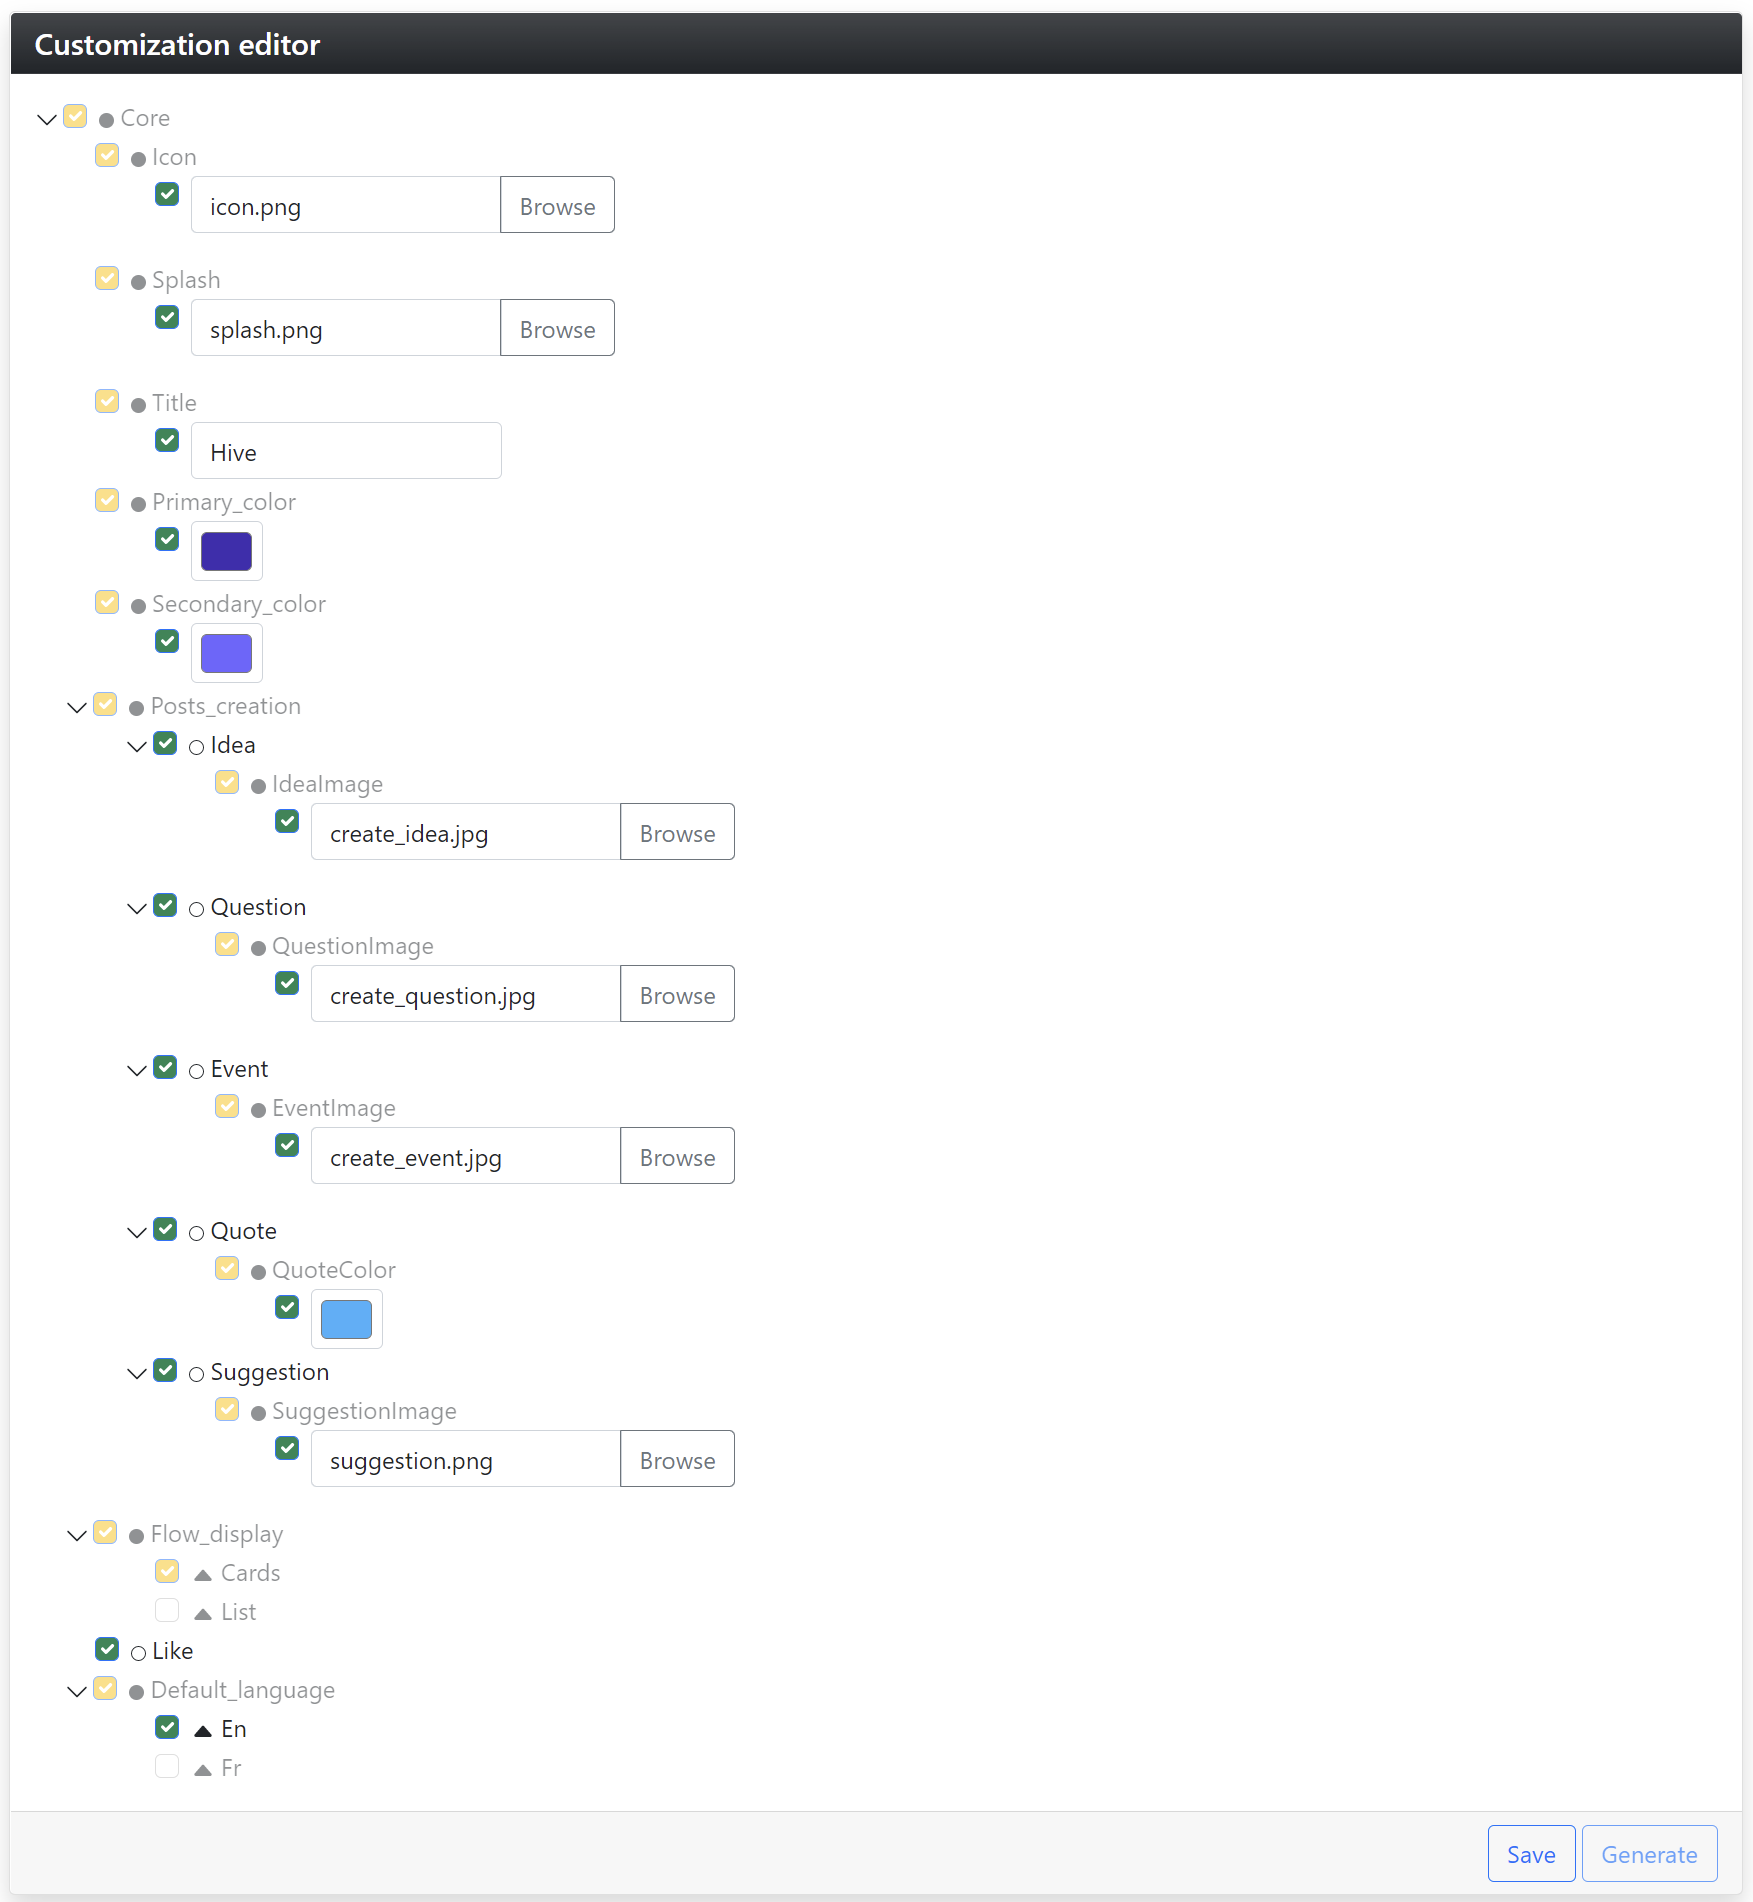 Customization editor
Core
Icon
icon.png Browse
Splash
splash.png Browse
Title
Hive
Primary_color
Secondary_color
Posts_creation
Idea
IdeaImage
create_idea.jpg Browse
Question
QuestionImage
create_question.jpg Browse
Event
EventImage
create_event.jpg Browse
Quote
QuoteColor
Suggestion
SuggestionImage
suggestion.png Browse
Flow_display
Cards
List
Like
Default_language
En
Fr
Save Generate